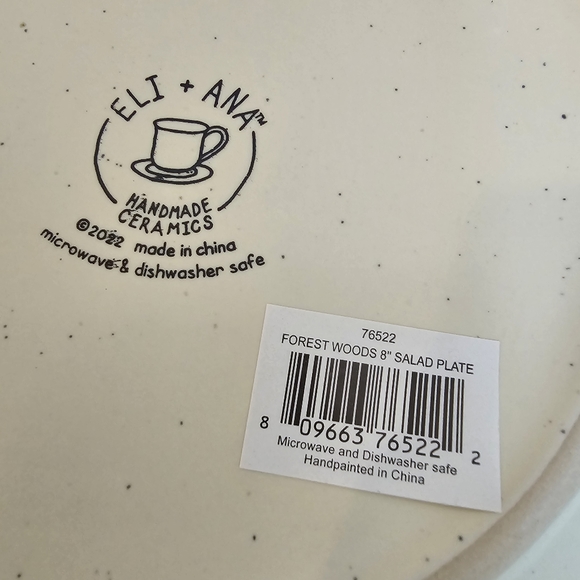 ELI + ANA™
HANDMADE
CERAMICS
©2022 made in china
microwave & dishwasher safe
76522
FOREST WOODS 8" SALAD PLATE
8 09663 76522 2
Microwave and Dishwasher safe
Handpainted in China